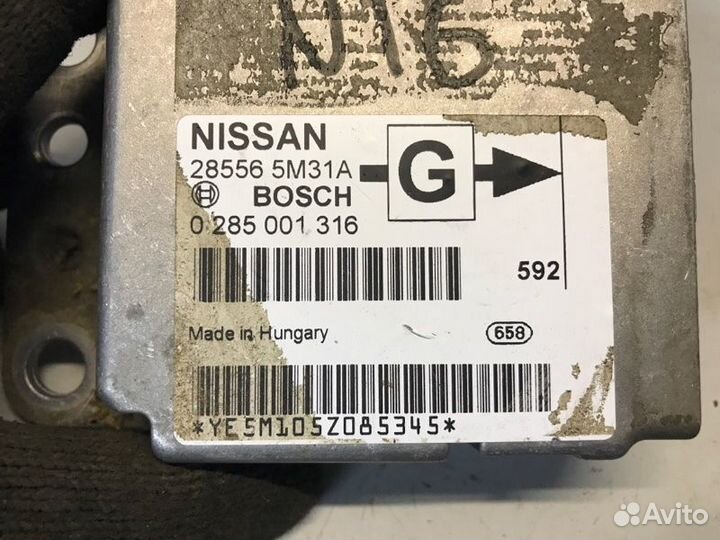 N16
NISSAN
28556 5M31A
G
BOSCH
0 285 001 316
592
Made in Hungary
658
*YE5M105Z085345*
Avito